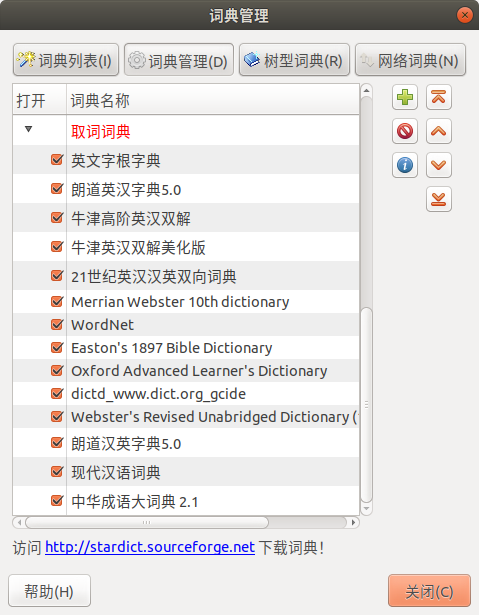 词典管理
词典列表(I) 词典管理(D) 树型词典(R) 网络词典(N)
打开 词典名称
取词词典
英文字根字典
朗道英汉字典5.0
牛津高阶英汉双解
牛津英汉双解美化版
21世纪英汉汉英双向词典
Merrian Webster 10th dictionary
WordNet
Easton's 1897 Bible Dictionary
Oxford Advanced Learner's Dictionary
dictd_www.dict.org_gcide
Webster's Revised Unabridged Dictionary (
朗道汉英字典5.0
现代汉语词典
中华成语大词典 2.1
访问 http://stardict.sourceforge.net 下载词典！
帮助(H) 关闭(C)